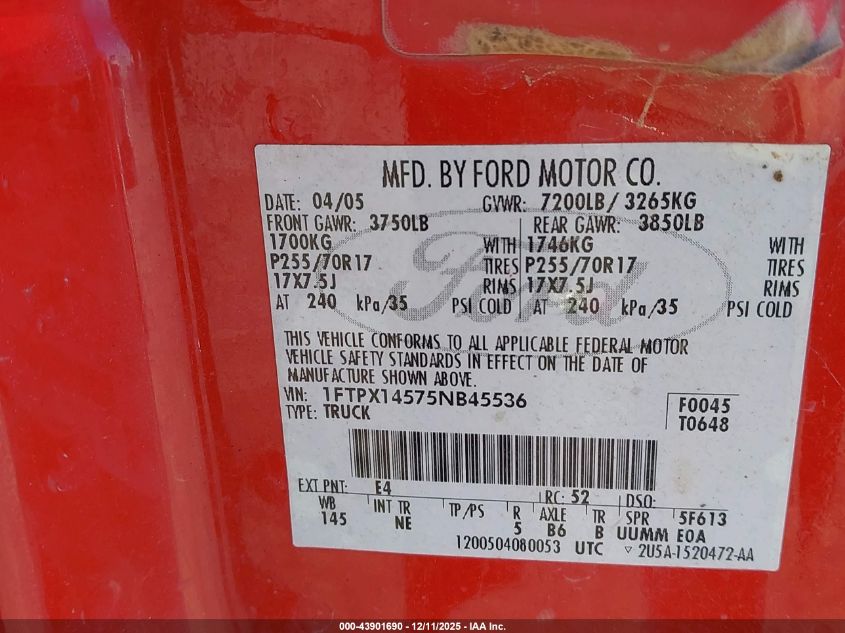 MFD. BY FORD MOTOR CO.
DATE: 04/05 GVWR: 7200LB/ 3265KG
FRONT GAWR: 3750LB REAR GAWR: 3850LB
1700KG WITH 1746KG WITH
P255/70R17 TIRES P255/70R17 TIRES
17X7.5J RIMS 17X7.5J RIMS
AT 240 kPa/35 PSI COLD AT 240 kPa/35 PSI COLD
Ford
THIS VEHICLE CONFORMS TO ALL APPLICABLE FEDERAL MOTOR
VEHICLE SAFETY STANDARDS IN EFFECT ON THE DATE OF
MANUFACTURE SHOWN ABOVE.
VIN: 1FTPX14575NB45536 F0045
TYPE: TRUCK T0648
EXT PNT: E4 RC: 52 DSO:
WB INT TR TP/PS R AXLE TR SPR 5F613
145 NE 5 B6 B UUMM EOA
1200504080053 UTC ▽ 2U5A-1520472-AA
000-43901690 - 12/11/2025 - IAA Inc.